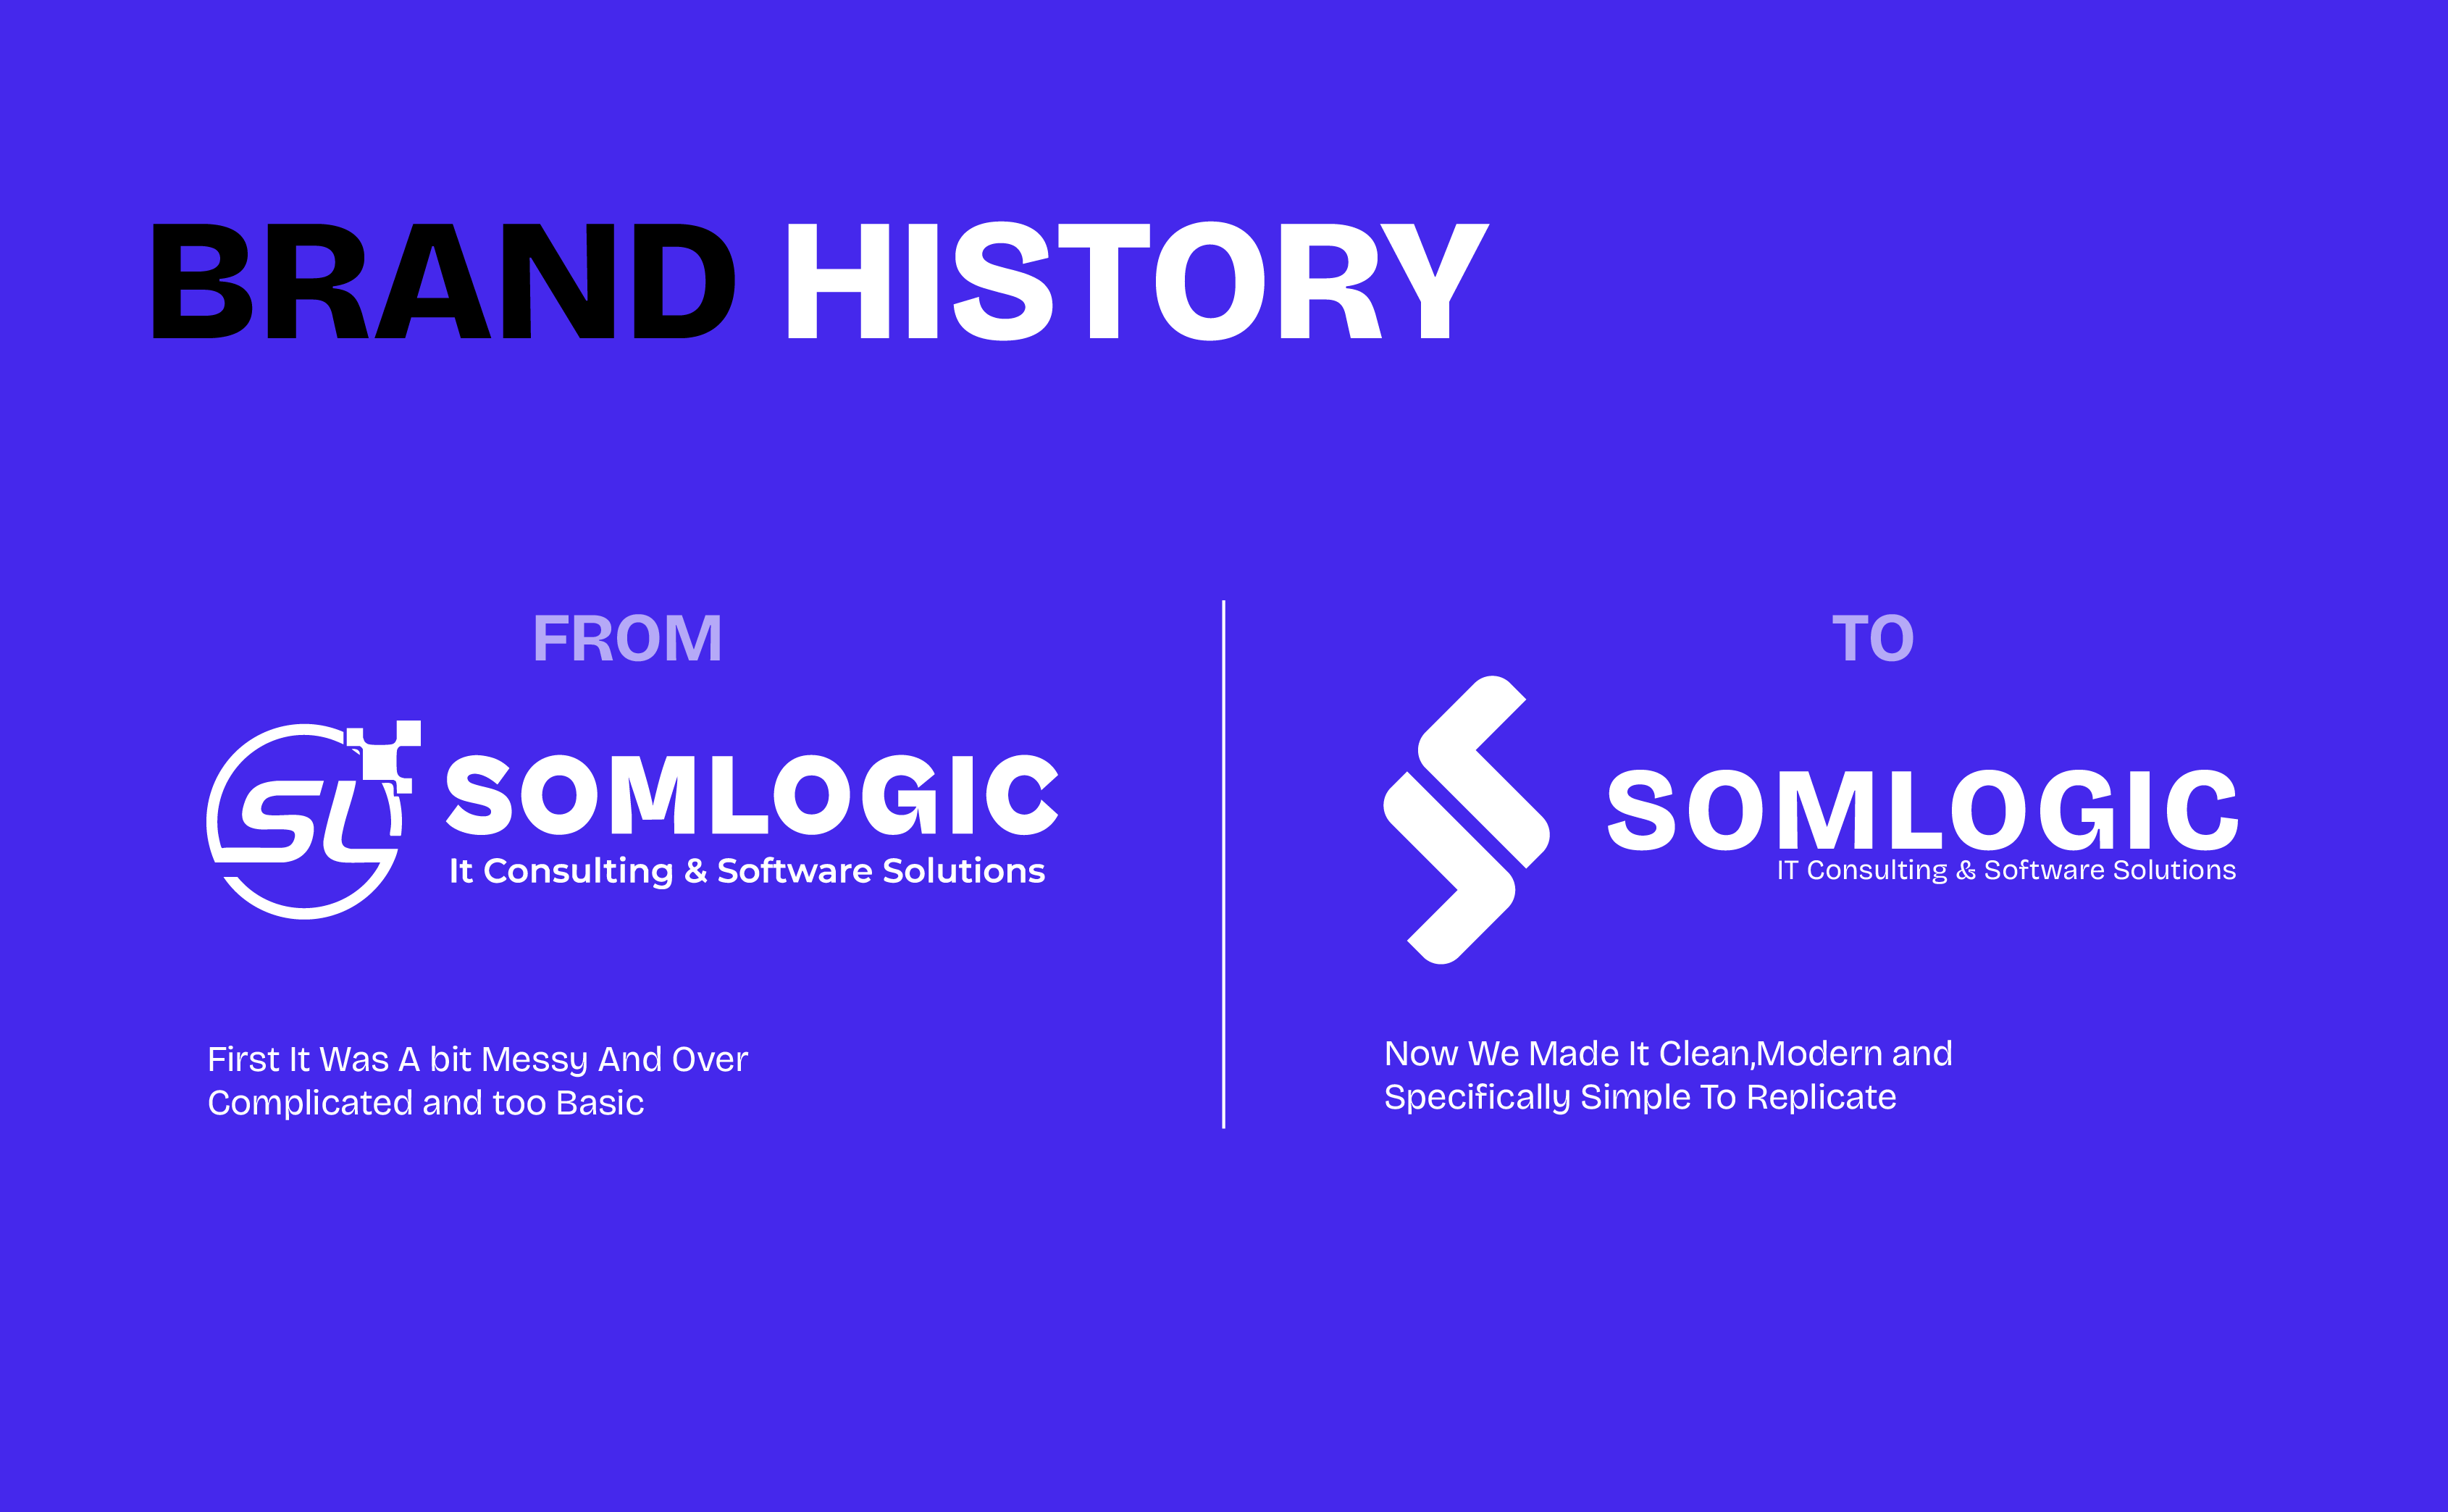 BRAND HISTORY
FROM
SL
SOMLOGIC
It Consulting & Software Solutions
First It Was A bit Messy And Over
Complicated and too Basic
TO
SOMLOGIC
IT Consulting & Software Solutions
Now We Made It Clean,Modern and
Specifically Simple To Replicate